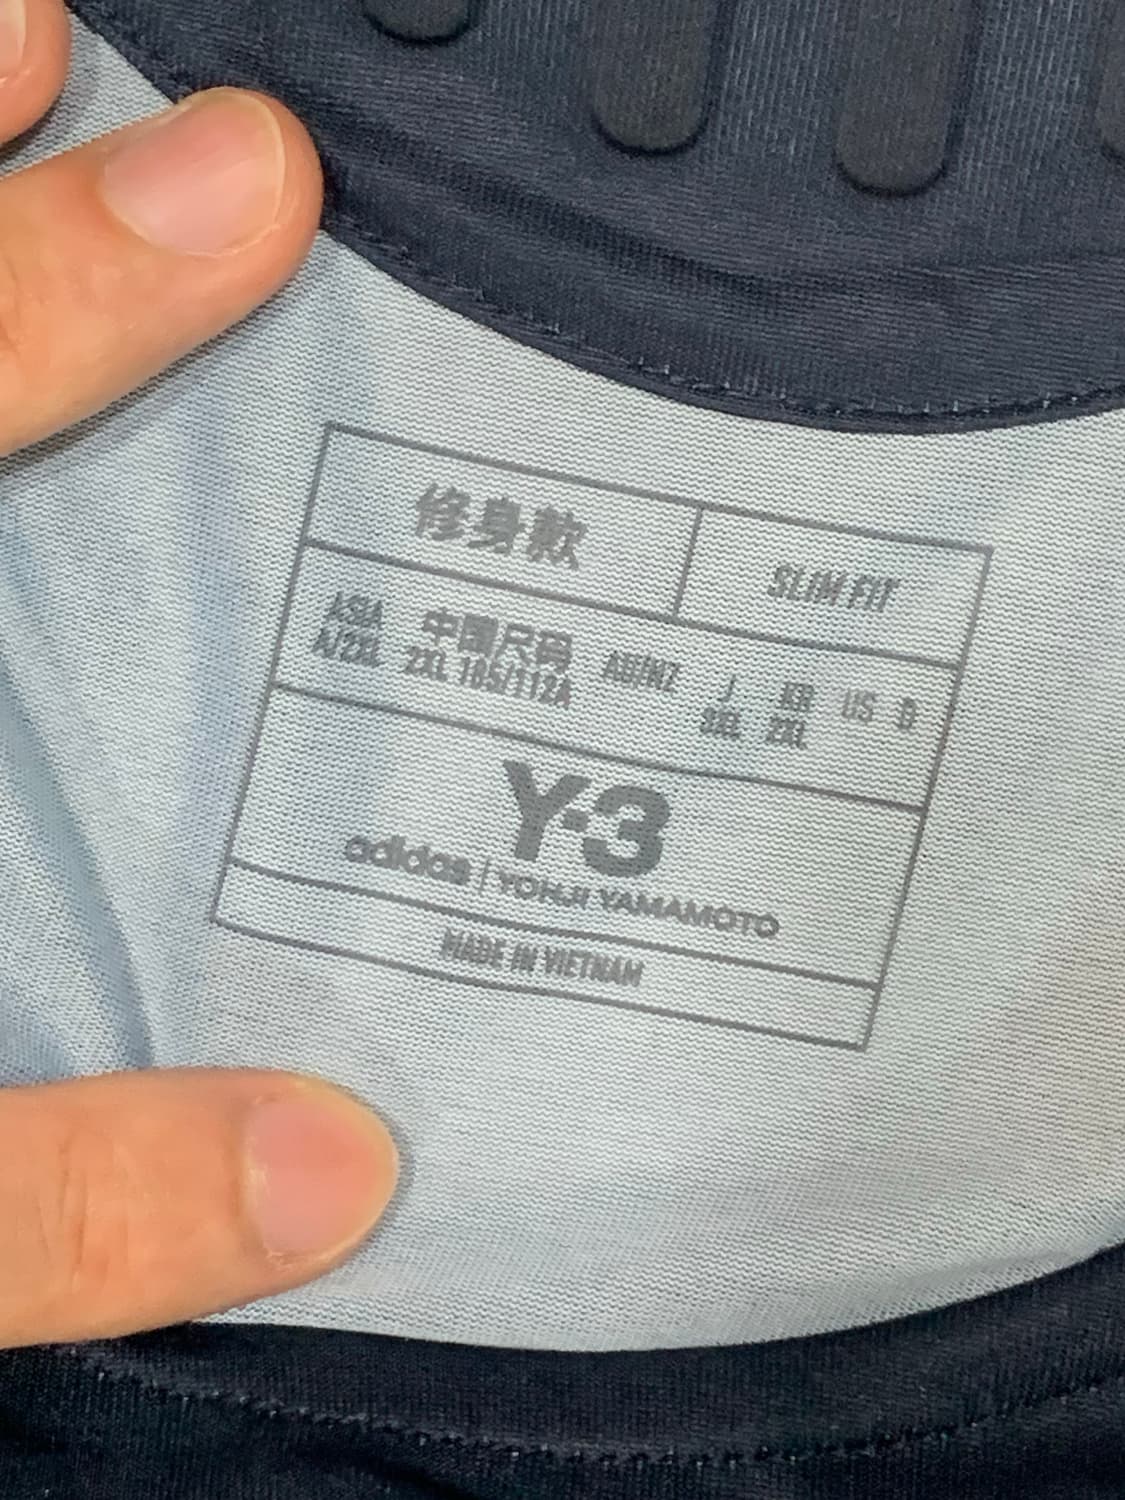 修身款 SLIM FIT
ASIA 中国尺码 AU/NZ J KR US D
A/2XL 2XL 185/112A 3XL 2XL
Y-3
adidas | YOHJI YAMAMOTO
MADE IN VIETNAM